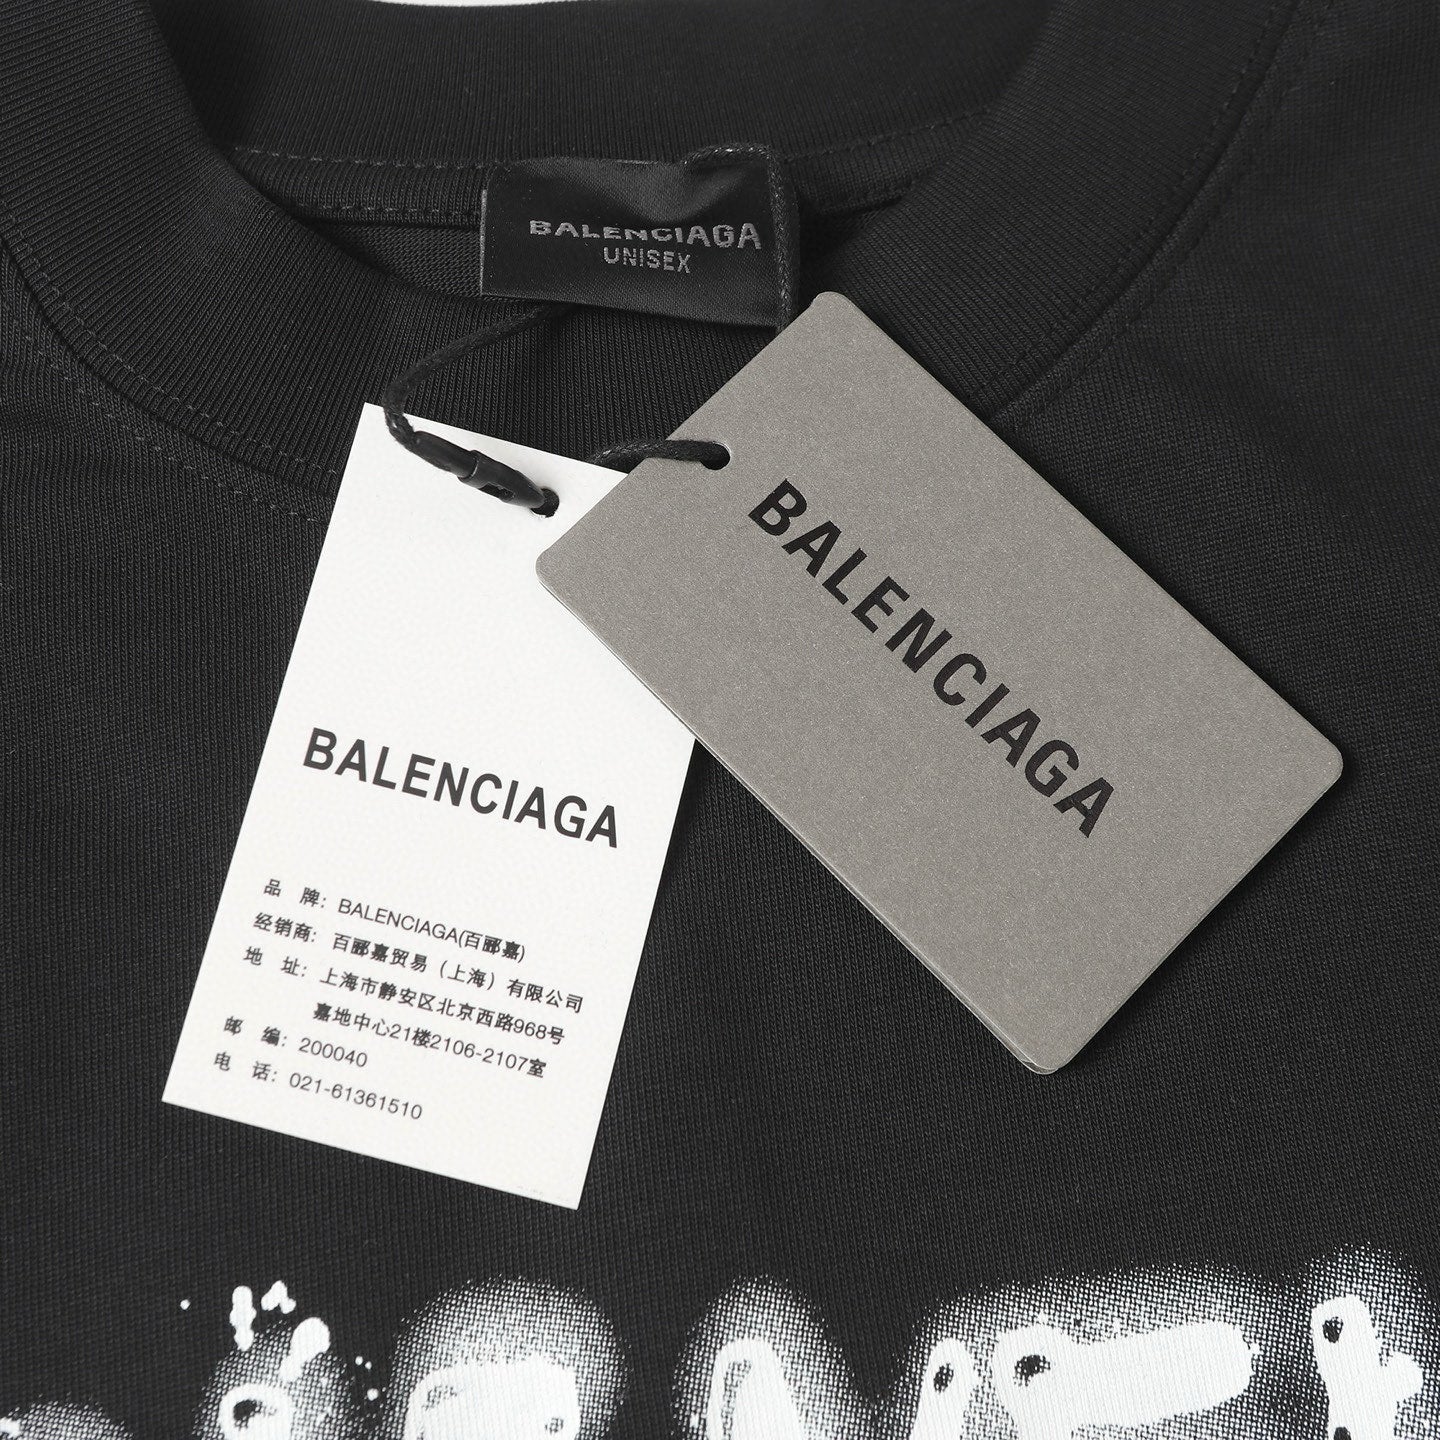 BALENCIAGA
UNISEX
BALENCIAGA
BALENCIAGA
品 牌：BALENCIAGA(百郦嘉)
经销商：百郦嘉贸易（上海）有限公司
地 址：上海市静安区北京西路968号
嘉地中心21楼2106-2107室
邮 编：200040
电 话：021-61361510